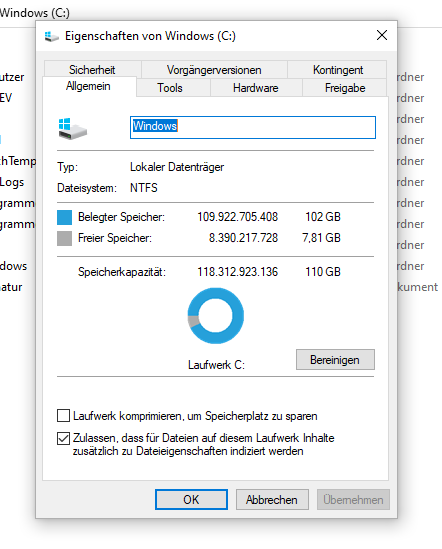 Windows (C:)
Eigenschaften von Windows (C:)
Sicherheit Vorgängerversionen Kontingent
Allgemein Tools Hardware Freigabe
Windows
Typ: Lokaler Datenträger
Dateisystem: NTFS
Belegter Speicher: 109.922.705.408 102 GB
Freier Speicher: 8.390.217.728 7,81 GB
Speicherkapazität: 118.312.923.136 110 GB
Laufwerk C: Bereinigen
Laufwerk komprimieren, um Speicherplatz zu sparen
Zulassen, dass für Dateien auf diesem Laufwerk Inhalte
zusätzlich zu Dateieigenschaften indiziert werden
OK Abbrechen Übernehmen
utzer
EV
hTemp
Logs
gramme
gramme
dows
natur
rdner
rdner
rdner
rdner
rdner
rdner
rdner
rdner
rdner
kument